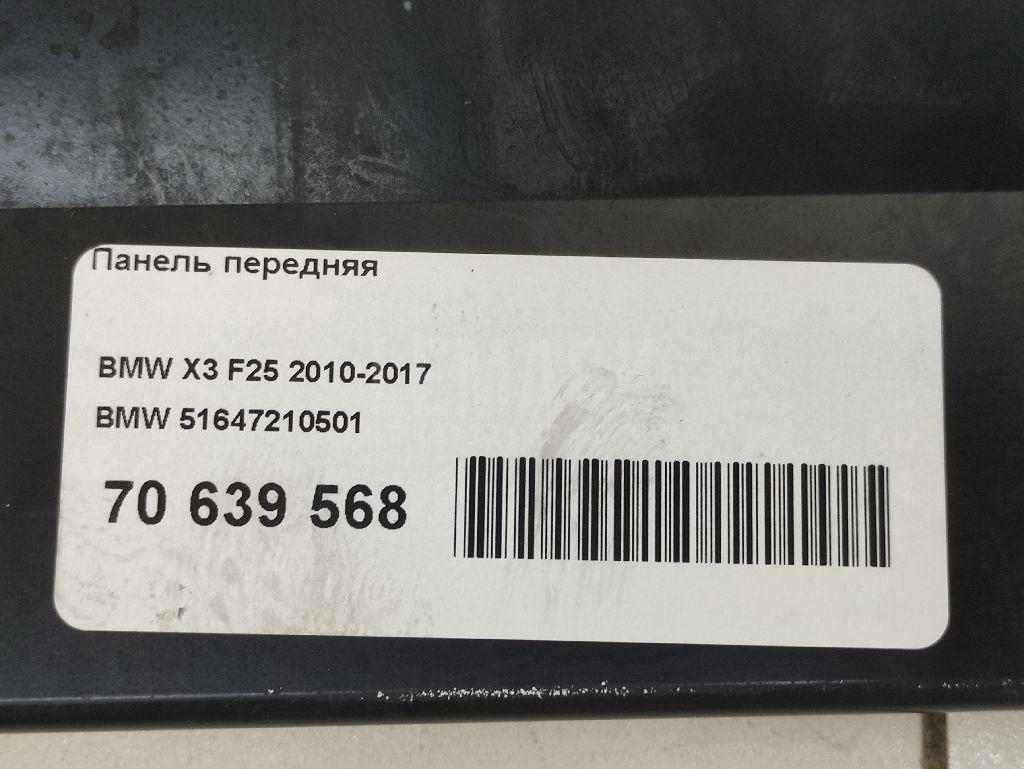 Панель передняя
BMW X3 F25 2010-2017
BMW 51647210501
70 639 568